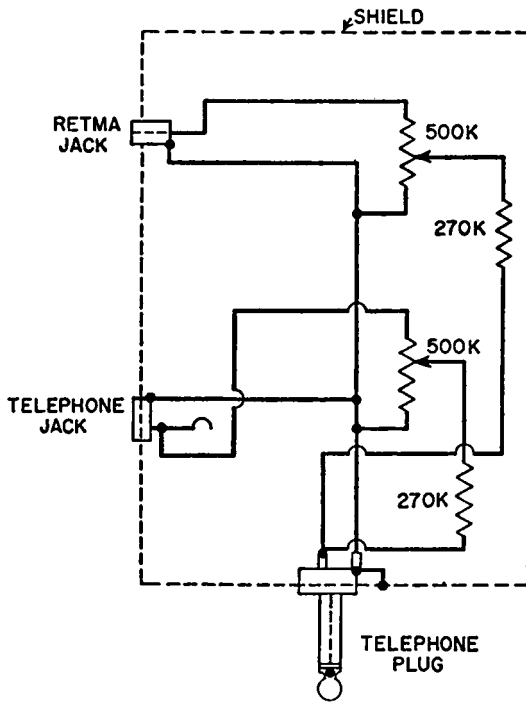 SHIELD
RETMA
JACK
500K
270K
500K
TELEPHONE
JACK
270K
TELEPHONE
PLUG